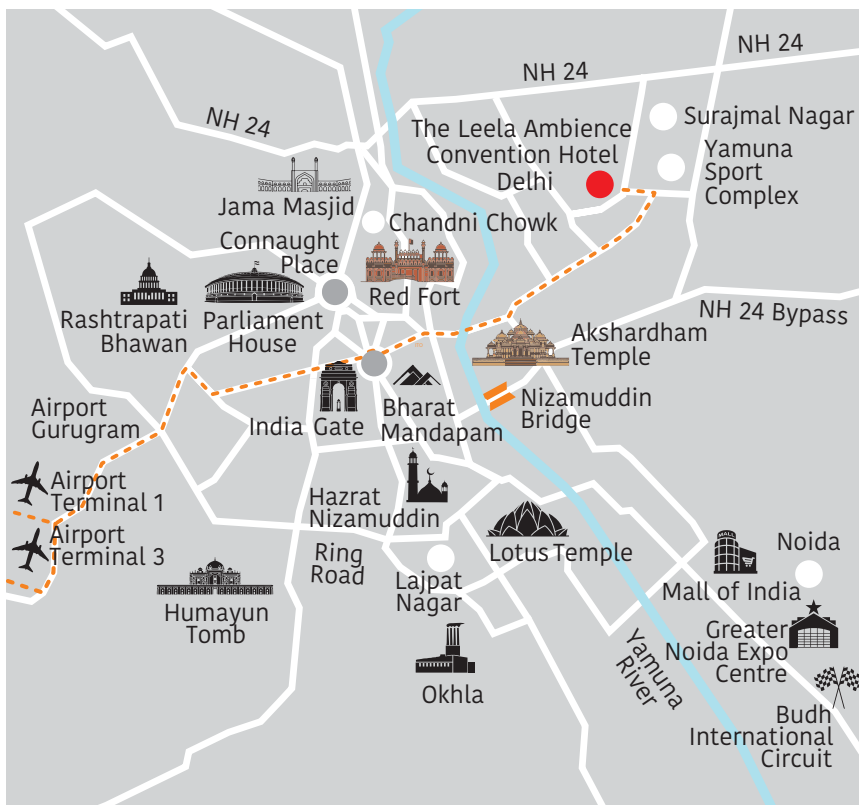 NH 24
NH 24
NH 24
The Leela Ambience
Convention Hotel
Delhi
Surajmal Nagar
Yamuna
Sport
Complex
Jama Masjid
Chandni Chowk
Connaught
Place
Red Fort
Rashtrapati
Bhawan
Parliament
House
NH 24 Bypass
Akshardham
Temple
Airport
Gurugram
India Gate
Bharat
Mandapam
Nizamuddin
Bridge
Airport
Terminal 1
Airport
Terminal 3
Hazrat
Nizamuddin
Ring
Road
Lajpat
Nagar
Lotus Temple
MALL
Noida
Mall of India
Humayun
Tomb
Greater
Noida Expo
Centre
Okhla
Yamuna
River
Budh
International
Circuit